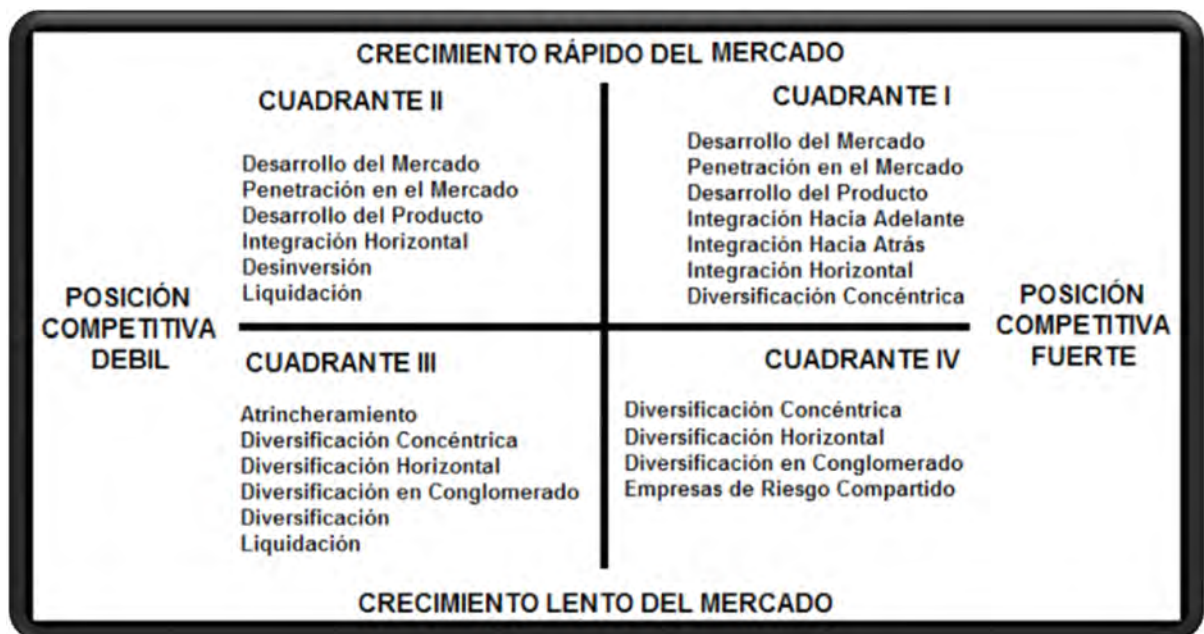 CRECIMIENTO RÁPIDO DEL MERCADO
CUADRANTE II
Desarrollo del Mercado
Penetración en el Mercado
Desarrollo del Producto
Integración Horizontal
Desinversión
Liquidación
CUADRANTE I
Desarrollo del Mercado
Penetración en el Mercado
Desarrollo del Producto
Integración Hacia Adelante
Integración Hacia Atrás
Integración Horizontal
Diversificación Concéntrica
POSICIÓN
COMPETITIVA
DEBIL
POSICIÓN
COMPETITIVA
FUERTE
CUADRANTE III
Atrincheramiento
Diversificación Concéntrica
Diversificación Horizontal
Diversificación en Conglomerado
Diversificación
Liquidación
CUADRANTE IV
Diversificación Concéntrica
Diversificación Horizontal
Diversificación en Conglomerado
Empresas de Riesgo Compartido
CRECIMIENTO LENTO DEL MERCADO